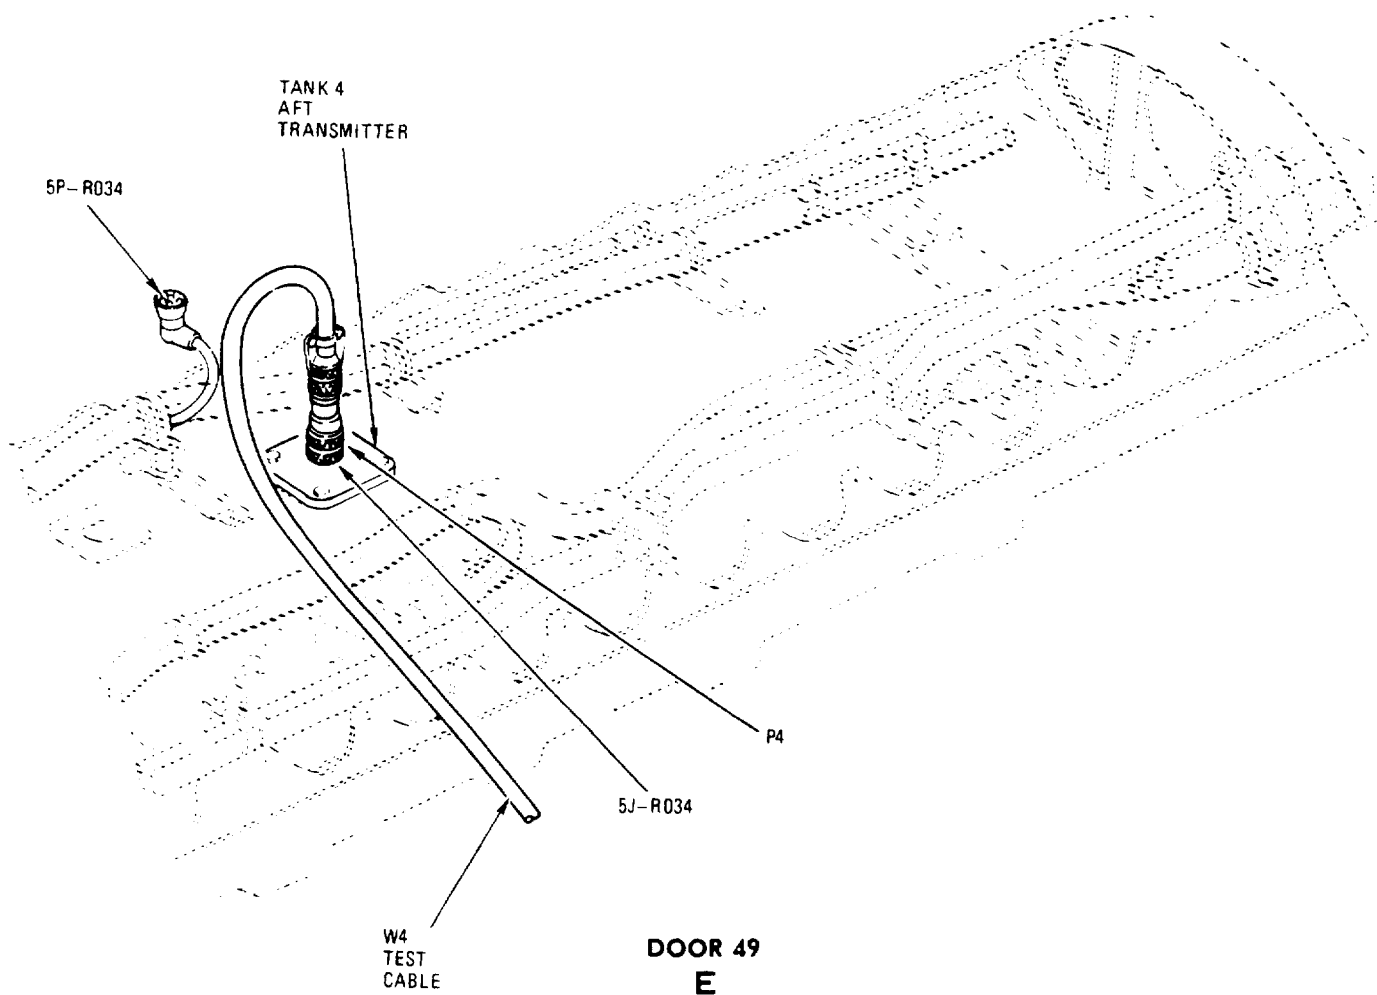 TANK 4
AFT
TRANSMITTER
5P-R034
P4
5J-R034
W4
TEST
CABLE
DOOR 49
E